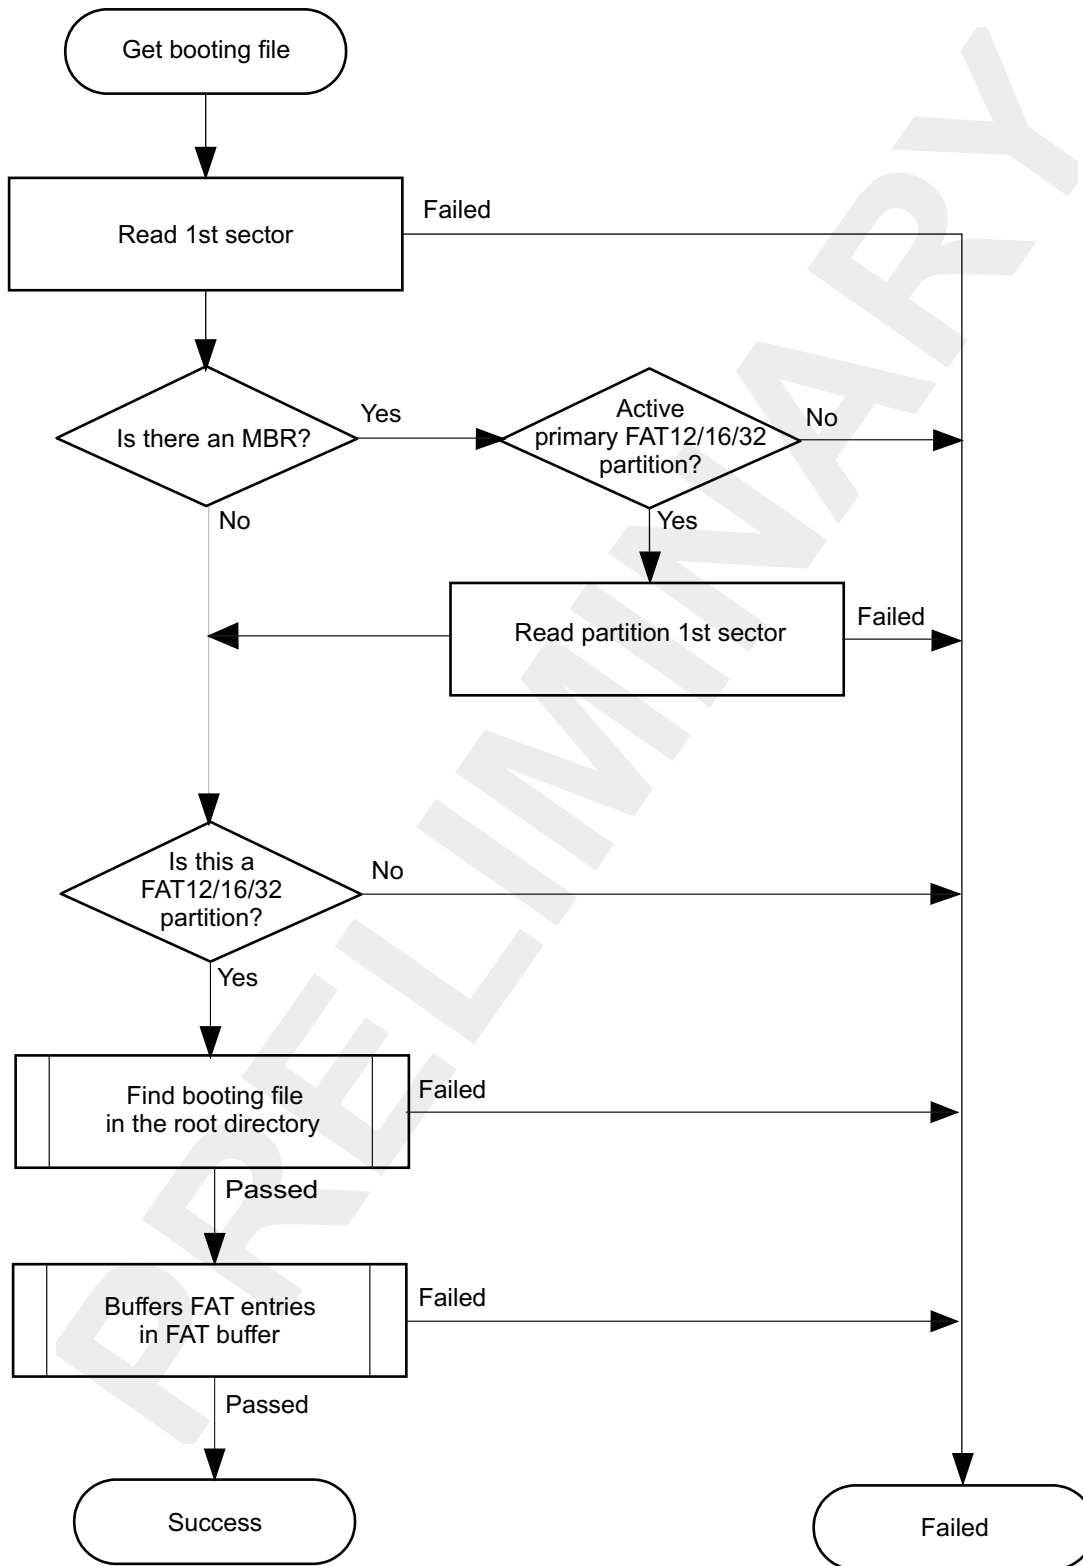 Get booting file
Read 1st sector
Failed
Is there an MBR?
Yes
Active
primary FAT12/16/32
partition?
No
No
Yes
Read partition 1st sector
Failed
Is this a
FAT12/16/32
partition?
No
Yes
Find booting file
in the root directory
Failed
Passed
Buffers FAT entries
in FAT buffer
Failed
Passed
Success
Failed
PRELIMINARY